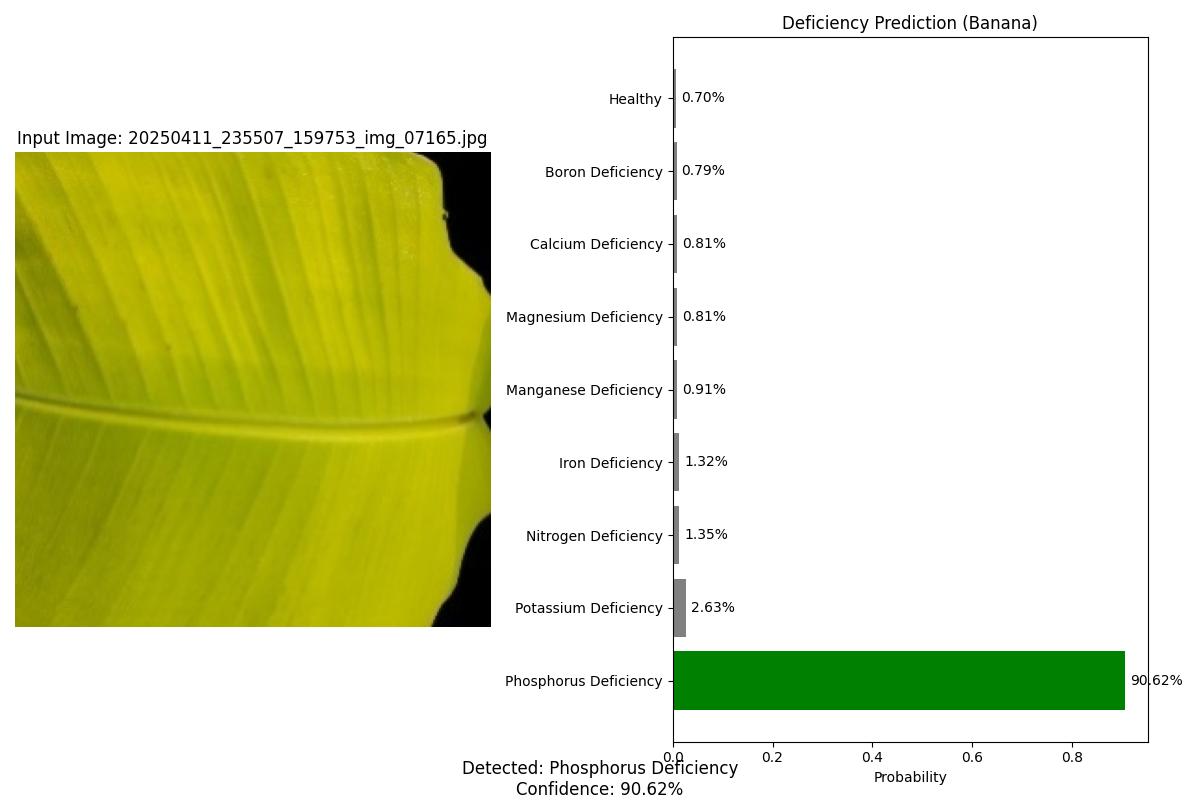 Deficiency Prediction (Banana)
Input Image: 20250411_235507_159753_img_07165.jpg
Healthy 0.70%
Boron Deficiency 0.79%
Calcium Deficiency 0.81%
Magnesium Deficiency 0.81%
Manganese Deficiency 0.91%
Iron Deficiency 1.32%
Nitrogen Deficiency 1.35%
Potassium Deficiency 2.63%
Phosphorus Deficiency 90.62%
0.0 0.2 0.4 0.6 0.8
Probability
Detected: Phosphorus Deficiency
Confidence: 90.62%